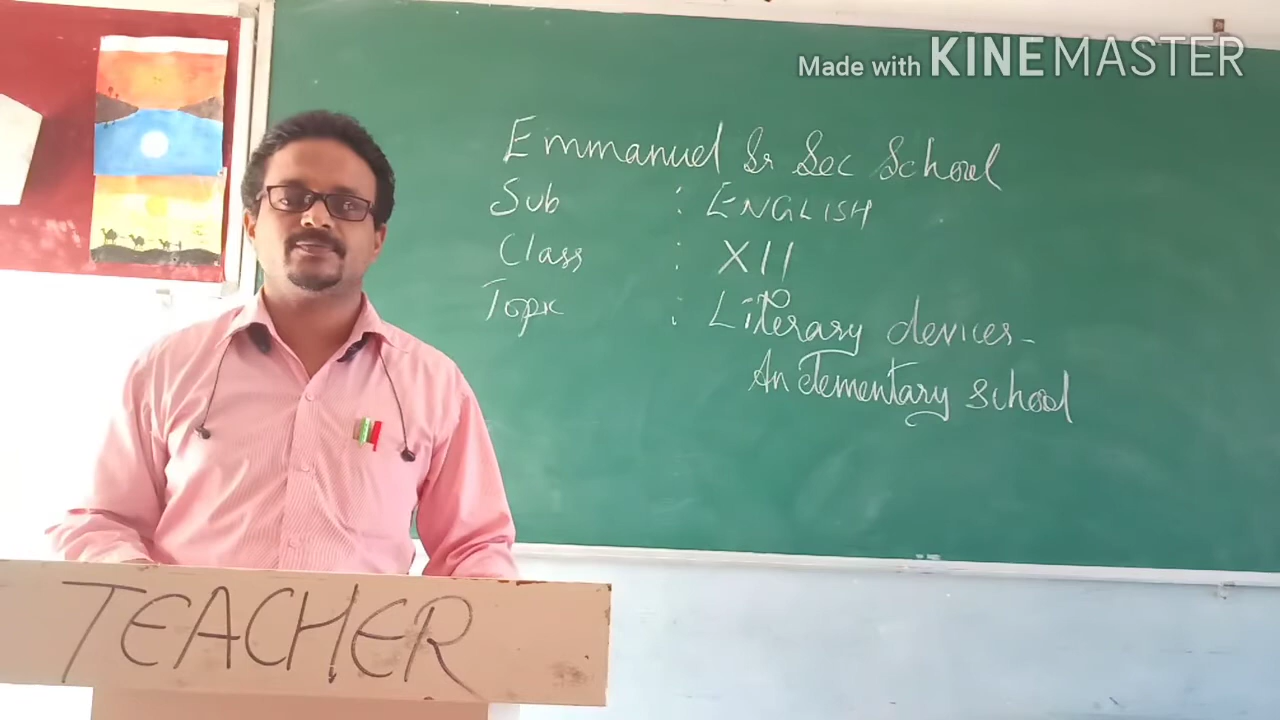 Made with KINEMASTER
Emmanuel Sr Sec School
Sub : ENGLISH
Class : XII
Topic : Literary devices-
An Elementary school
TEACHER